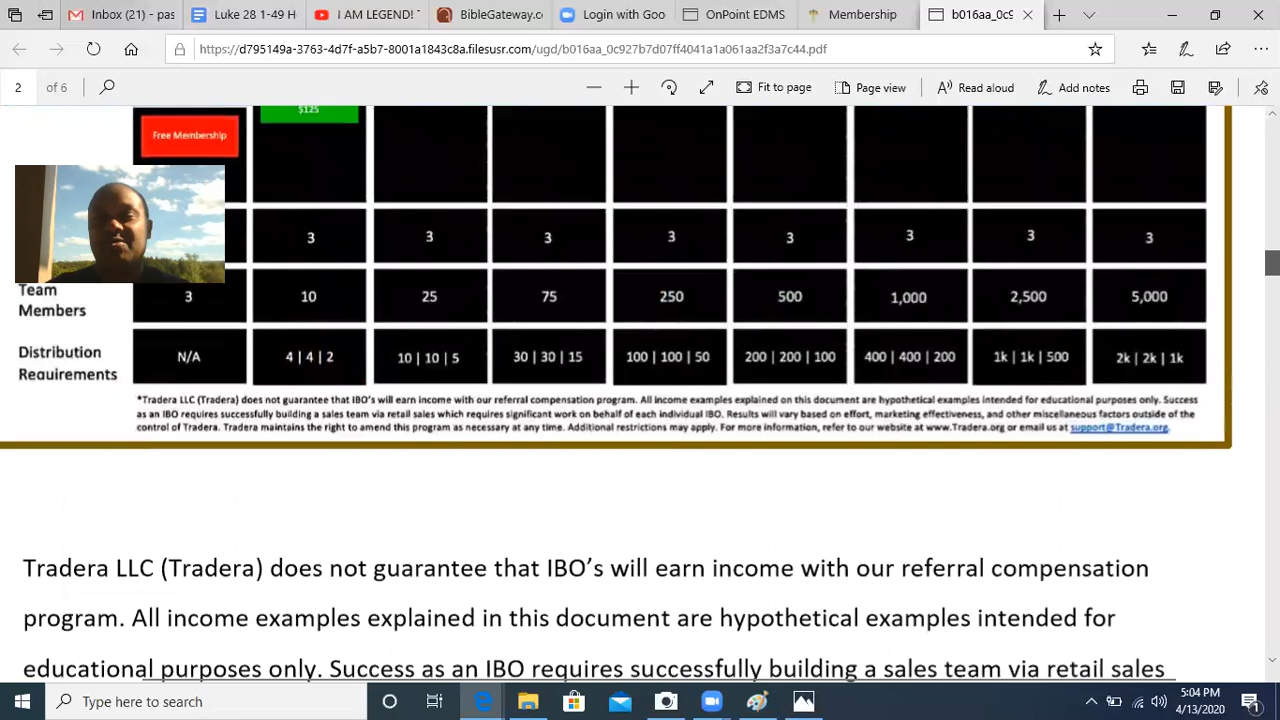 Inbox (21) - pas
Luke 28 1-49 H
I AM LEGEND! T
BibleGateway.co
Login with Goo
OnPoint EDMS
Membership
b016aa_0c9
https://d795149a-3763-4d7f-a5b7-8001a1843c8a.filesusr.com/ugd/b016aa_0c927b7d07ff4041a1a061aa2f3a7c44.pdf
2 of 6
Fit to page
Page view
Read aloud
Add notes
$125
Free Membership
3 3 3 3 3 3 3 3
Team
Members
3 10 25 75 250 500 1,000 2,500 5,000
Distribution
Requirements
N/A 4 | 4 | 2 10 | 10 | 5 30 | 30 | 15 100 | 100 | 50 200 | 200 | 100 400 | 400 | 200 1k | 1k | 500 2k | 2k | 1k
*Tradera LLC (Tradera) does not guarantee that IBO's will earn income with our referral compensation program. All income examples explained on this document are hypothetical examples intended for educational purposes only. Success
as an IBO requires successfully building a sales team via retail sales which requires significant work on behalf of each individual IBO. Results will vary based on effort, marketing effectiveness, and other miscellaneous factors outside of the
control of Tradera. Tradera maintains the right to amend this program as necessary at any time. Additional restrictions may apply. For more information, refer to our website at www.Tradera.org or email us at support@Tradera.org.
Tradera LLC (Tradera) does not guarantee that IBO's will earn income with our referral compensation
program. All income examples explained in this document are hypothetical examples intended for
educational purposes only. Success as an IBO requires successfully building a sales team via retail sales
Type here to search
5:04 PM
4/13/2020
1